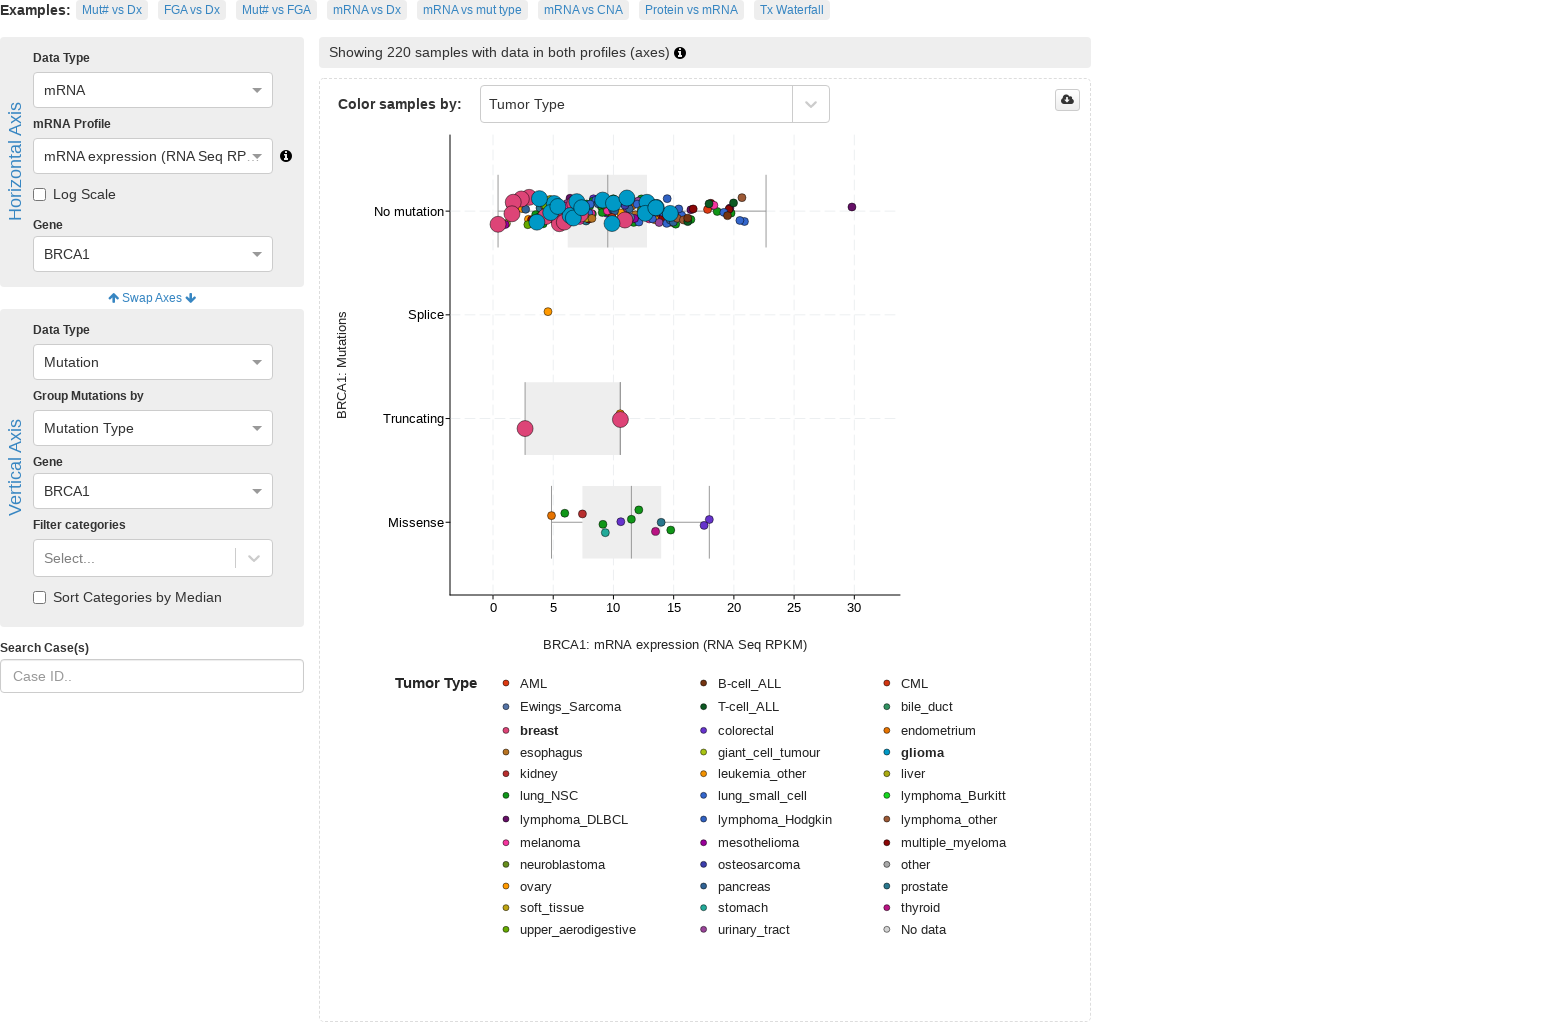 Examples: Mut# vs Dx FGA vs Dx Mut# vs FGA mRNA vs Dx mRNA vs mut type mRNA vs CNA Protein vs mRNA Tx Waterfall
Horizontal Axis
Data Type
mRNA
mRNA Profile
mRNA expression (RNA Seq RP...
Log Scale
Gene
BRCA1
Swap Axes
Vertical Axis
Data Type
Mutation
Group Mutations by
Mutation Type
Gene
BRCA1
Filter categories
Select...
Sort Categories by Median
Search Case(s)
Case ID..
Showing 220 samples with data in both profiles (axes)
Color samples by: Tumor Type
BRCA1: Mutations
No mutation
Splice
Truncating
Missense
0 5 10 15 20 25 30
BRCA1: mRNA expression (RNA Seq RPKM)
Tumor Type AML B-cell_ALL CML
Ewings_Sarcoma T-cell_ALL bile_duct
breast colorectal endometrium
esophagus giant_cell_tumour glioma
kidney leukemia_other liver
lung_NSC lung_small_cell lymphoma_Burkitt
lymphoma_DLBCL lymphoma_Hodgkin lymphoma_other
melanoma mesothelioma multiple_myeloma
neuroblastoma osteosarcoma other
ovary pancreas prostate
soft_tissue stomach thyroid
upper_aerodigestive urinary_tract No data